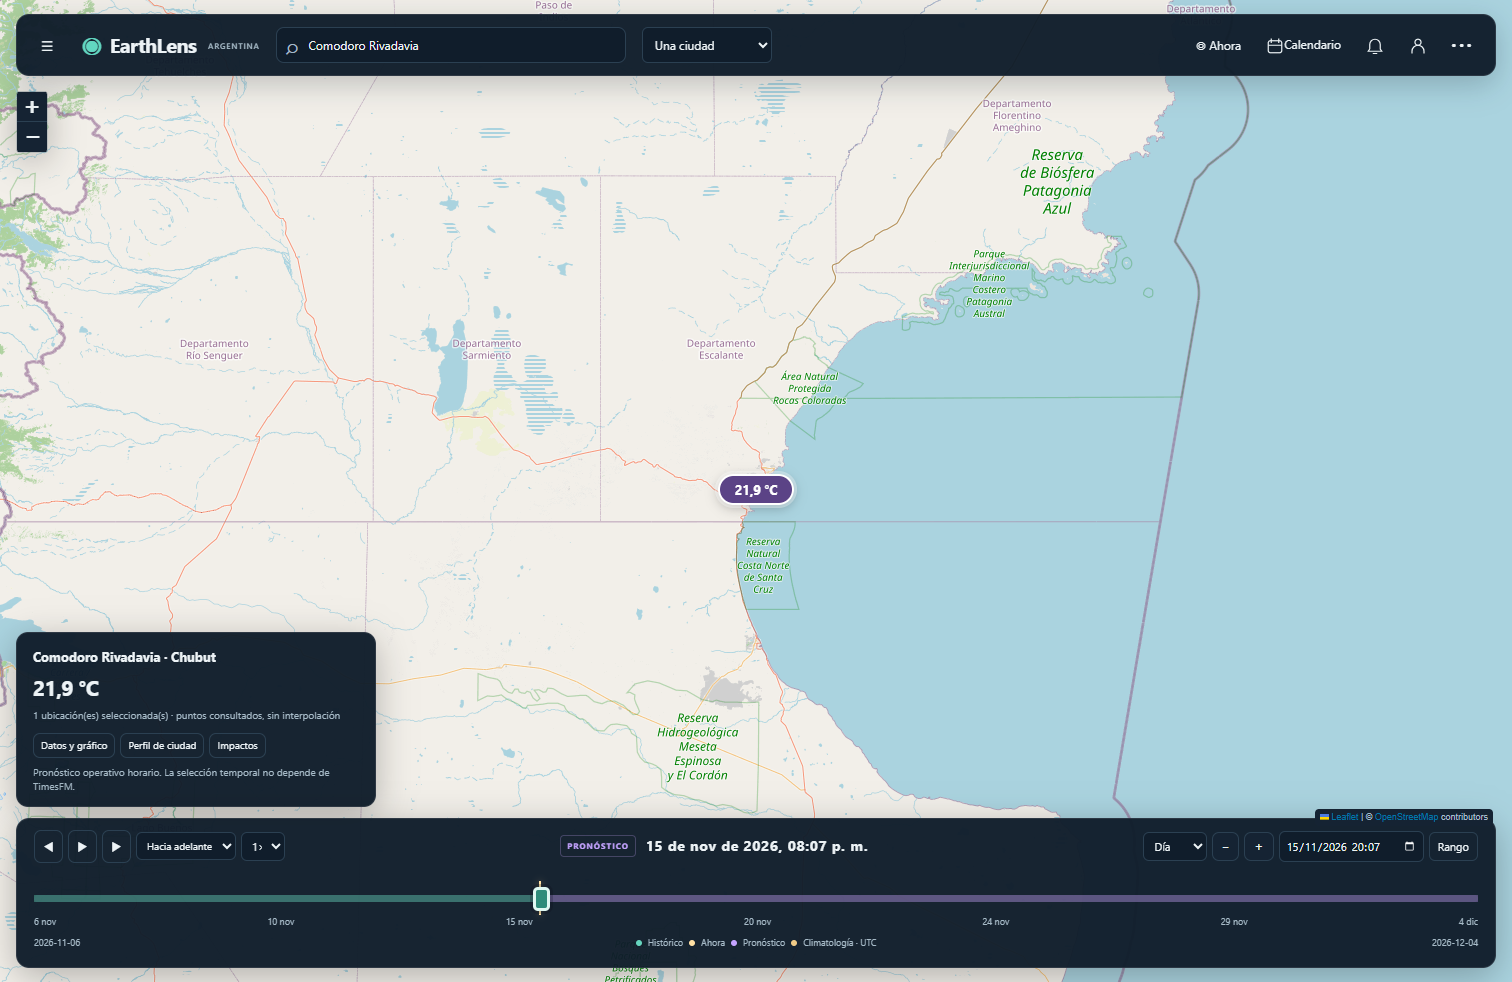 Paso de
Departamento
☰
EarthLens ARGENTINA
Comodoro Rivadavia
Una ciudad
Ahora
Calendario
+
−
Departamento
Florentino
Ameghino
Reserva
de Biósfera
Patagonia
Azul
Parque
Interjurisdiccional
Marino
Costero
Patagonia
Austral
Departamento
Río Senguer
Departamento
Sarmiento
Departamento
Escalante
Área Natural
Protegida
Rocas Coloradas
21,9 °C
Reserva
Natural
Costa Norte
de Santa
Cruz
Reserva
Hidrogeológica
Meseta
Espinosa
y El Cordón
Comodoro Rivadavia · Chubut
21,9 °C
1 ubicación(es) seleccionada(s) · puntos consultados, sin interpolación
Datos y gráfico
Perfil de ciudad
Impactos
Pronóstico operativo horario. La selección temporal no depende de
TimesFM.
Leaflet | © OpenStreetMap contributors
Hacia adelante
PRONÓSTICO 15 de nov de 2026, 08:07 p. m.
Día
−
+
15/11/2026 20:07
Rango
6 nov 10 nov 15 nov 20 nov 24 nov 29 nov 4 dic
2026-11-06
Histórico Ahora Pronóstico Climatología · UTC
2026-12-04
Bosques
Petrificados